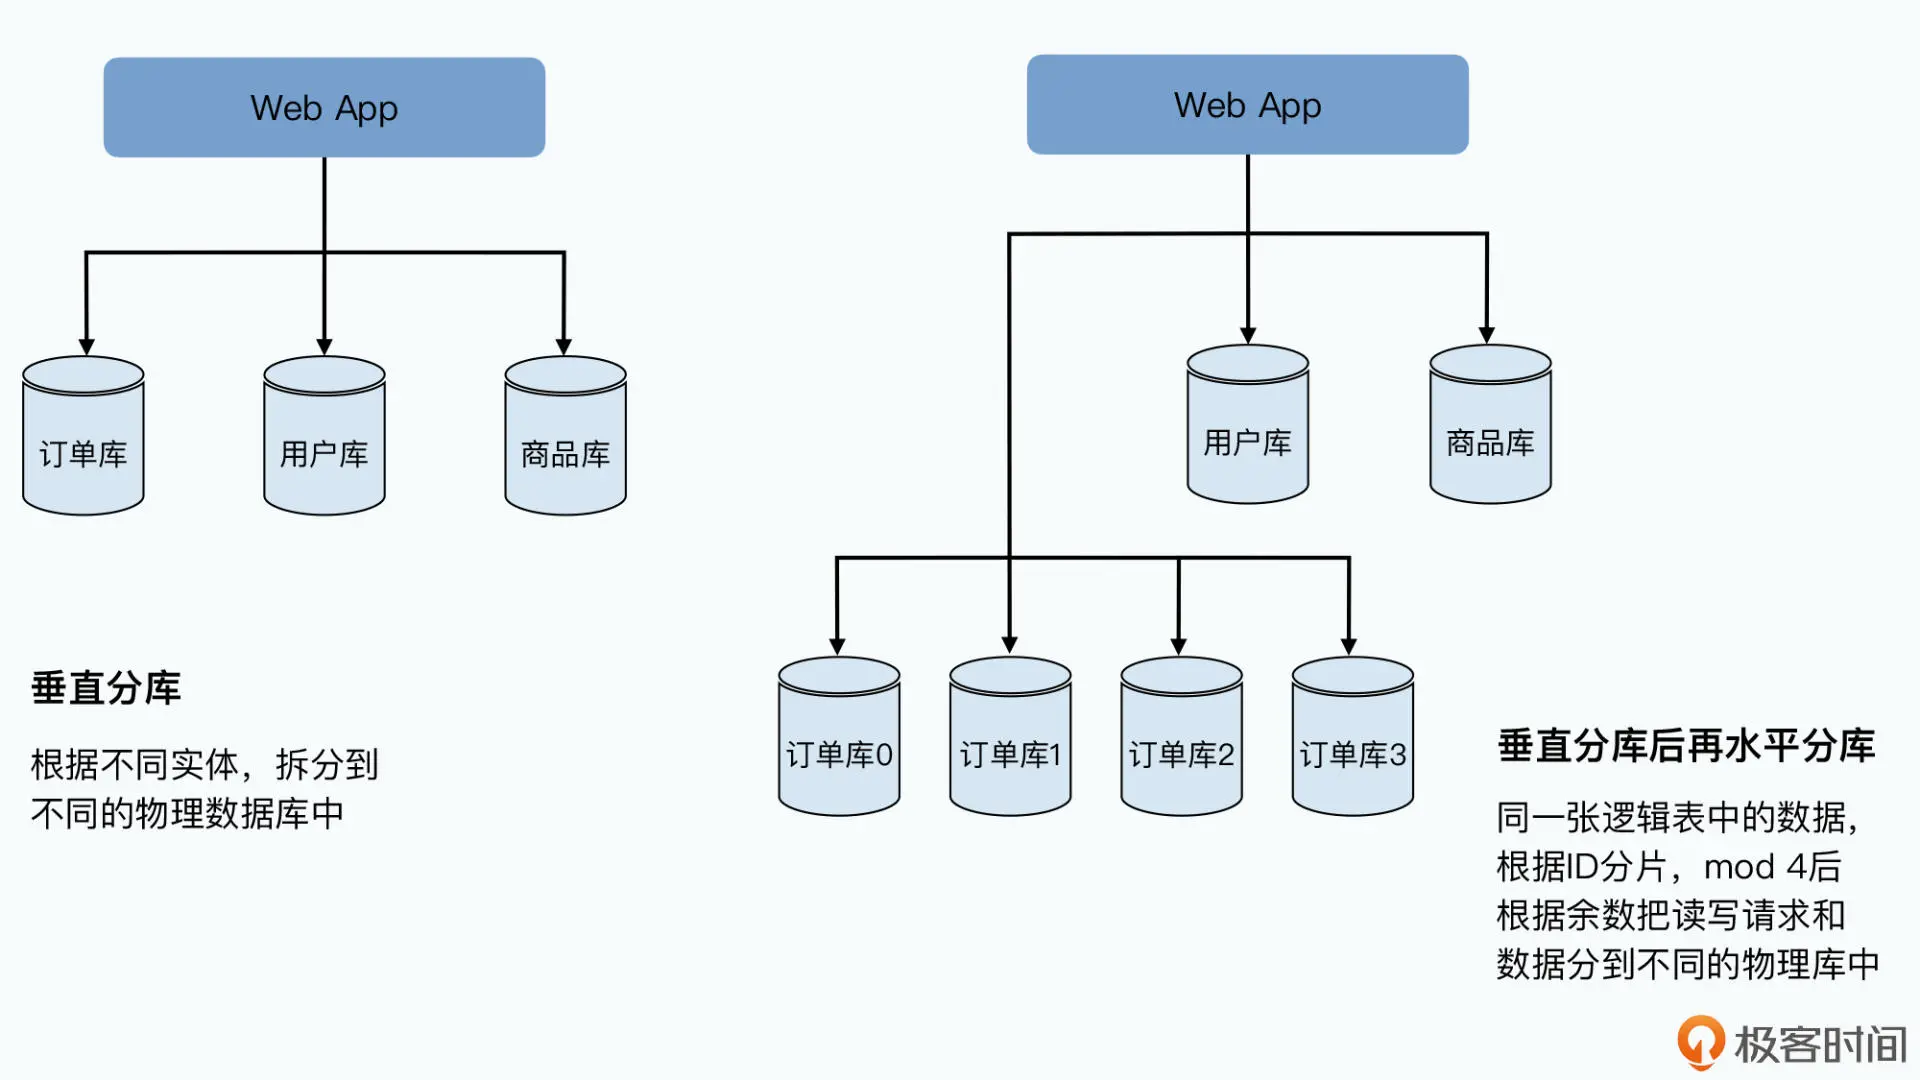 Web App
订单库
用户库
商品库
垂直分库
根据不同实体，拆分到
不同的物理数据库中
Web App
用户库
商品库
订单库0
订单库1
订单库2
订单库3
垂直分库后再水平分库
同一张逻辑表中的数据，
根据ID分片，mod 4后
根据余数把读写请求和
数据分到不同的物理库中
极客时间